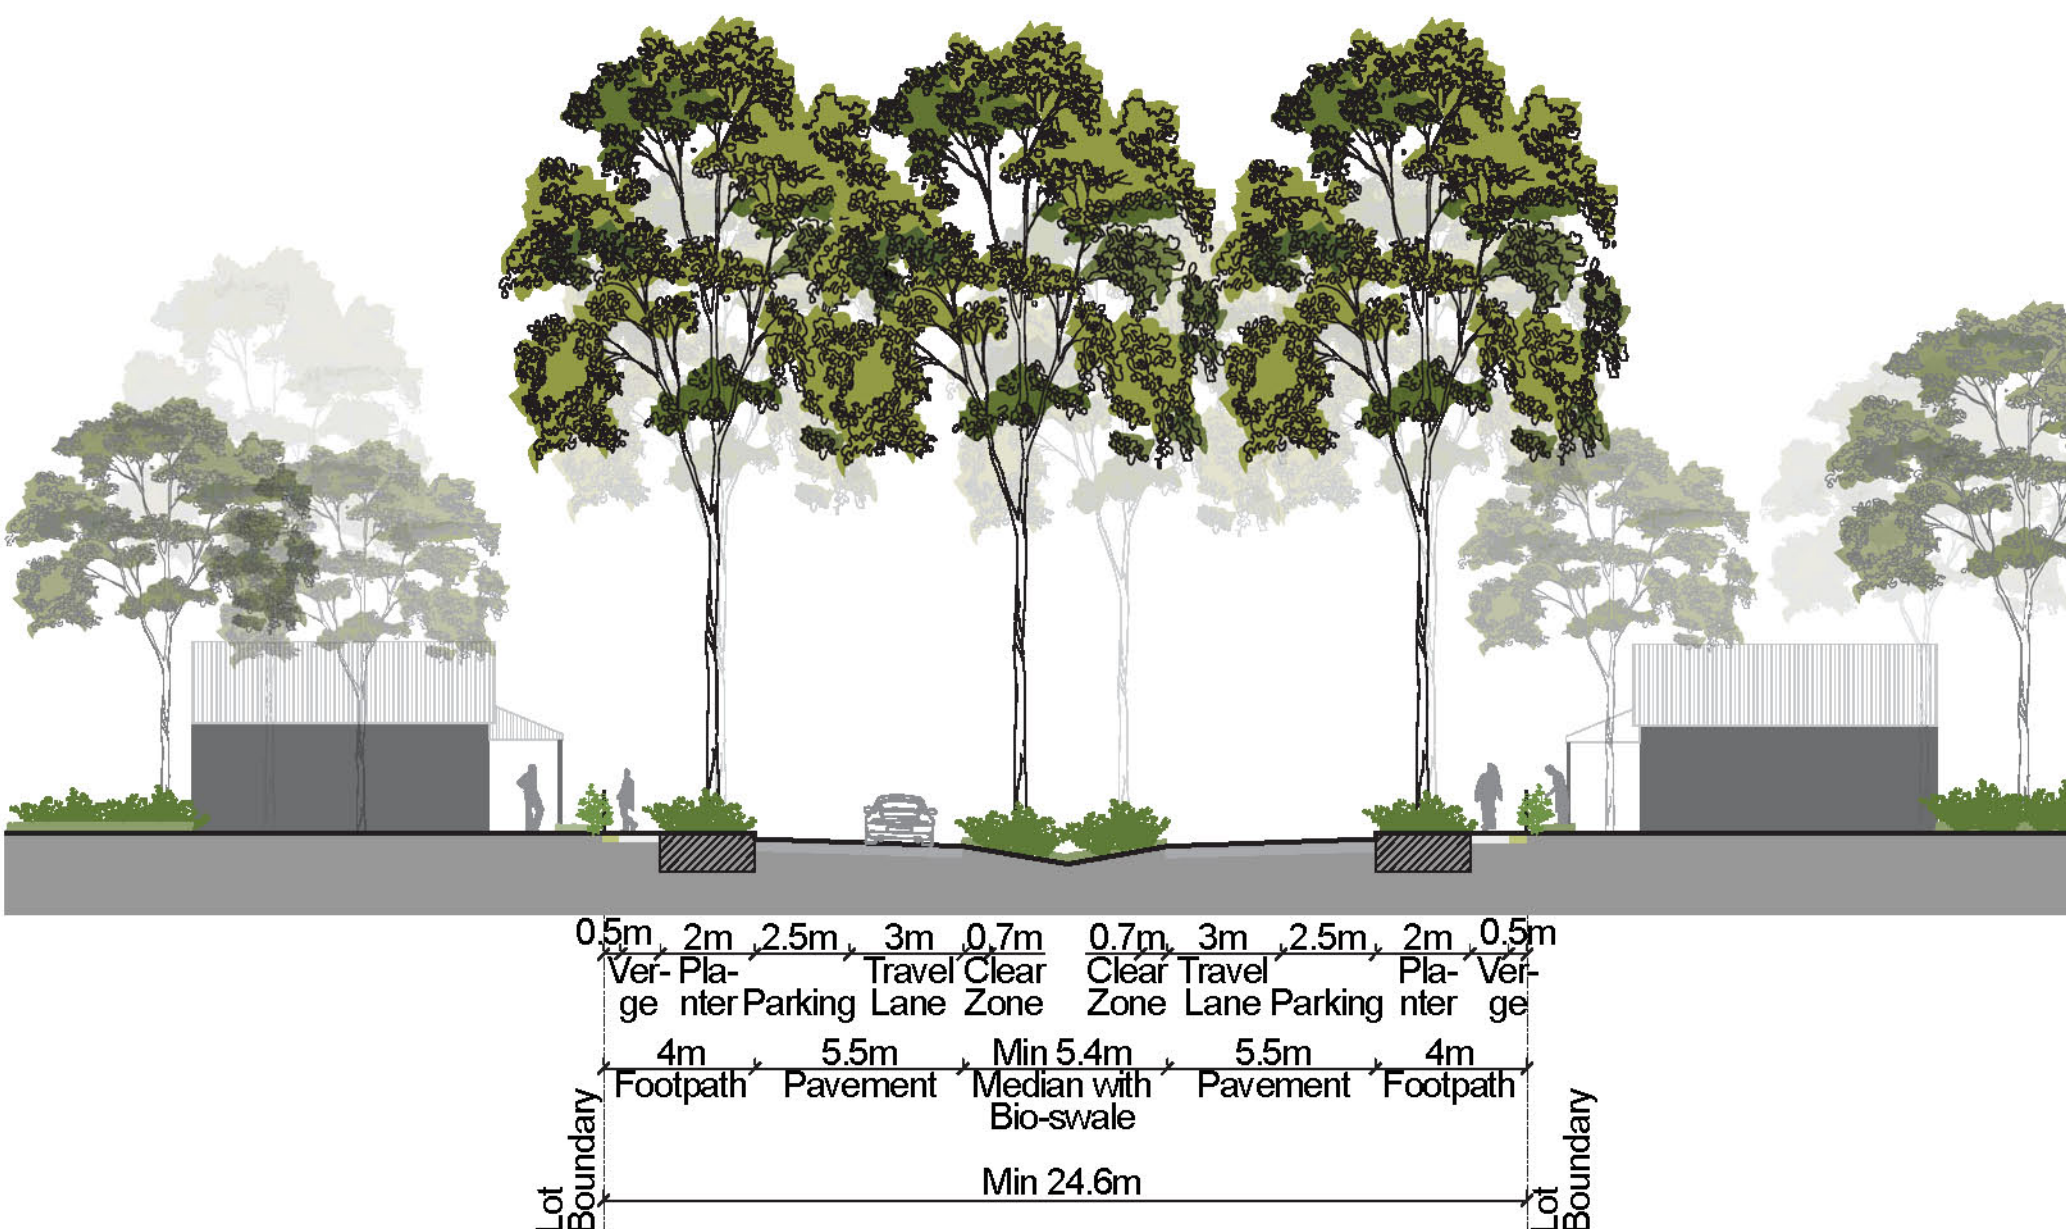 0.5m 2m 2.5m 3m 0.7m 0.7m 3m 2.5m 2m 0.5m
Ver- Pla- Travel Clear Clear Travel Pla- Ver-
ge nter Parking Lane Zone Zone Lane Parking nter ge
4m 5.5m Min 5.4m 5.5m 4m
Footpath Pavement Median with Pavement Footpath
Bio-swale
Min 24.6m
Lot
Boundary
Lot
Boundary